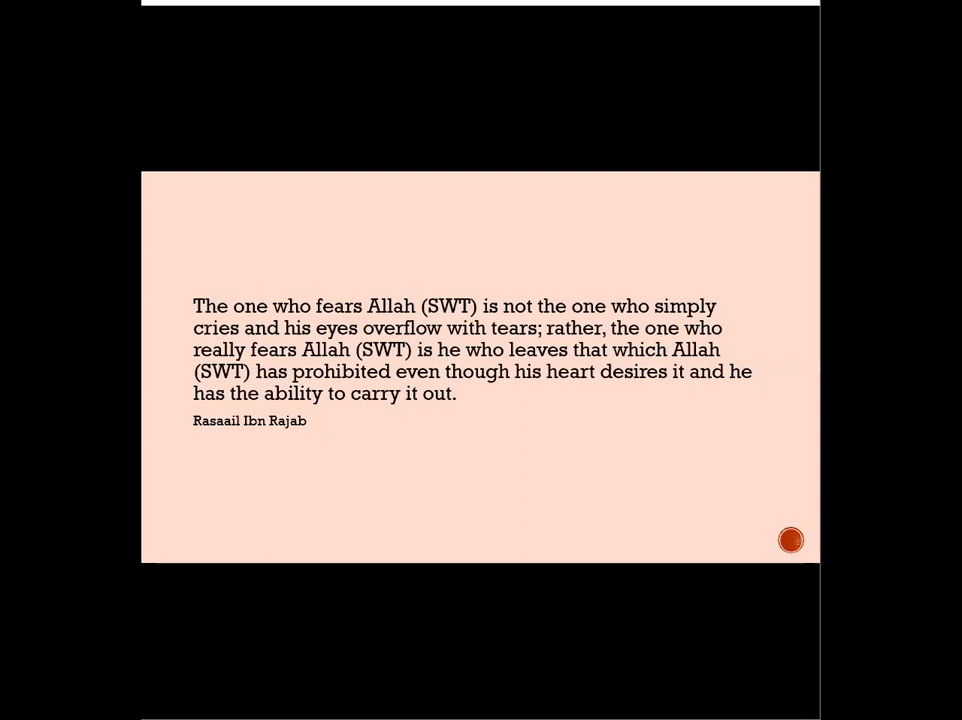 The one who fears Allah (SWT) is not the one who simply
cries and his eyes overflow with tears; rather, the one who
really fears Allah (SWT) is he who leaves that which Allah
(SWT) has prohibited even though his heart desires it and he
has the ability to carry it out.
Rasaail Ibn Rajab